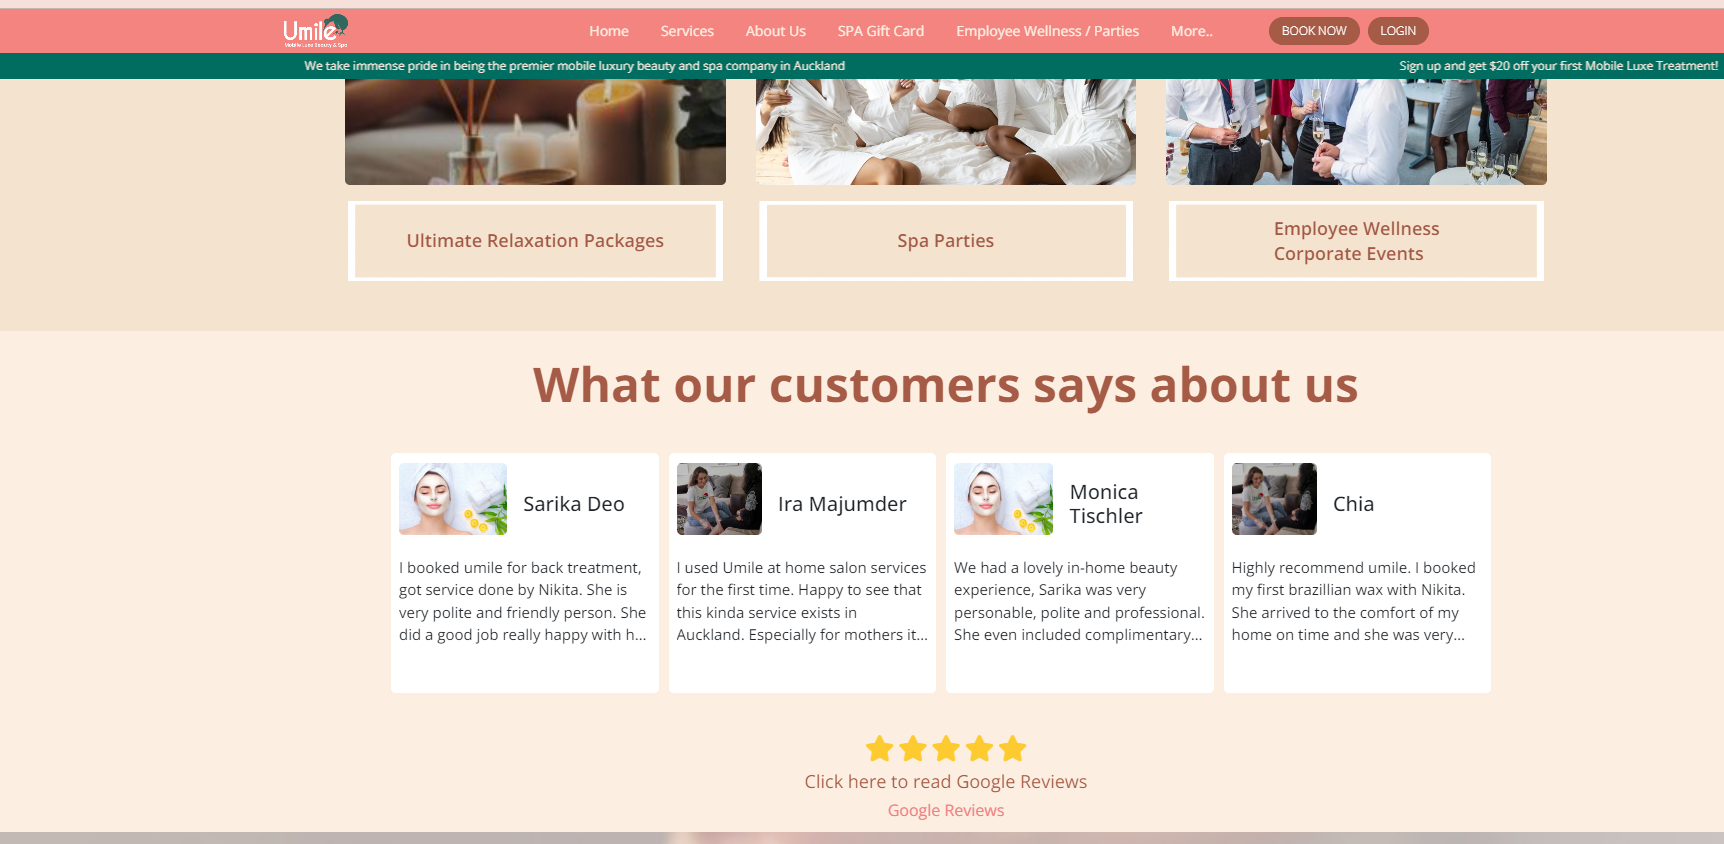 Umile
Mobile Luxe Beauty & Spa
Home
Services
About Us
SPA Gift Card
Employee Wellness / Parties
More..
BOOK NOW
LOGIN
We take immense pride in being the premier mobile luxury beauty and spa company in Auckland
Sign up and get $20 off your first Mobile Luxe Treatment!
Ultimate Relaxation Packages
Spa Parties
Employee Wellness
Corporate Events
What our customers says about us
Sarika Deo
I booked umile for back treatment,
got service done by Nikita. She is
very polite and friendly person. She
did a good job really happy with h...
Ira Majumder
I used Umile at home salon services
for the first time. Happy to see that
this kinda service exists in
Auckland. Especially for mothers it...
Monica
Tischler
We had a lovely in-home beauty
experience, Sarika was very
personable, polite and professional.
She even included complimentary...
Chia
Highly recommend umile. I booked
my first brazillian wax with Nikita.
She arrived to the comfort of my
home on time and she was very...
Click here to read Google Reviews
Google Reviews